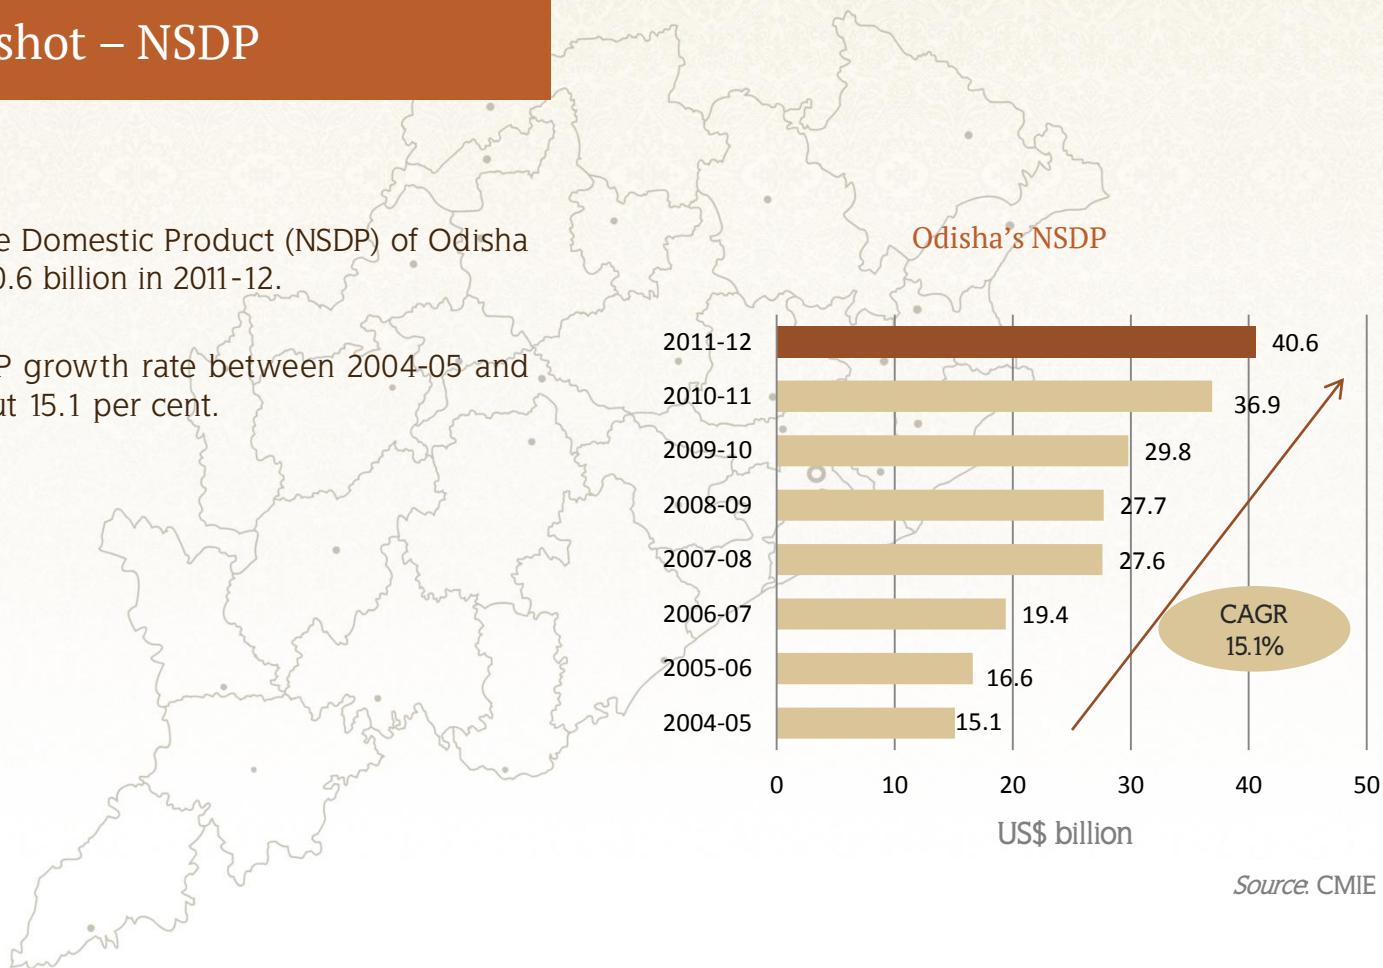 shot – NSDP
e Domestic Product (NSDP) of Odisha
0.6 billion in 2011-12.
P growth rate between 2004-05 and
ut 15.1 per cent.
Odisha's NSDP
2011-12 40.6
2010-11 36.9
2009-10 29.8
2008-09 27.7
2007-08 27.6
2006-07 19.4
2005-06 16.6
2004-05 15.1
CAGR
15.1%
0 10 20 30 40 50
US$ billion
Source: CMIE